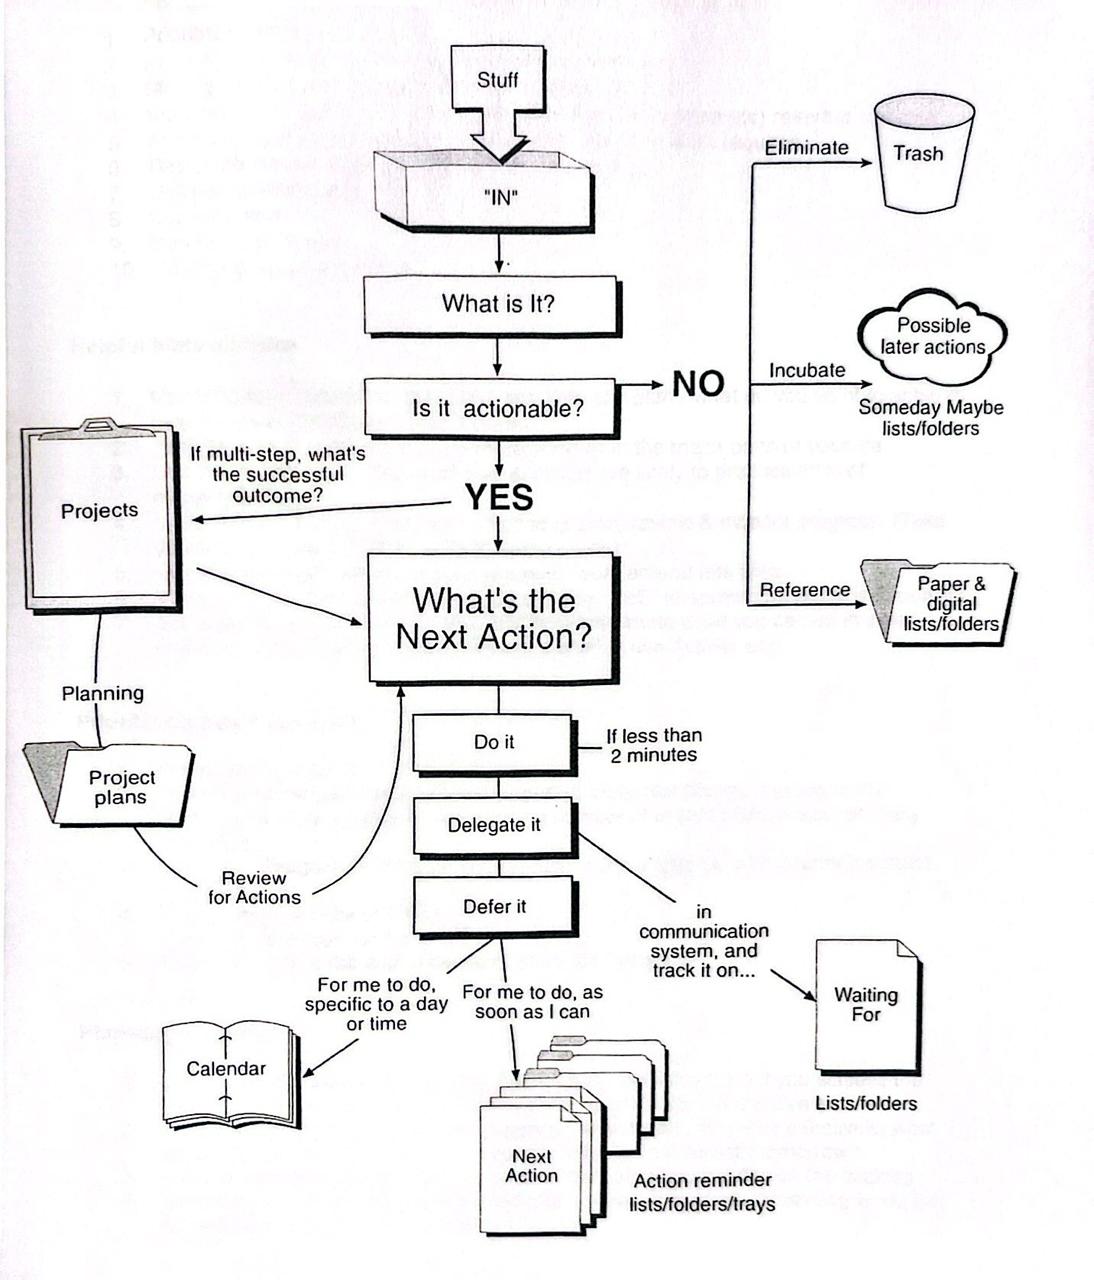 Stuff
"IN"
What is It?
Is it actionable?
NO
Eliminate
Trash
Incubate
Possible
later actions
Someday Maybe
lists/folders
Reference
Paper &
digital
lists/folders
YES
If multi-step, what's
the successful
outcome?
Projects
Planning
Project
plans
Review
for Actions
What's the
Next Action?
Do it
If less than
2 minutes
Delegate it
in
communication
system, and
track it on...
Waiting
For
Lists/folders
Defer it
For me to do,
specific to a day
or time
Calendar
For me to do, as
soon as I can
Next
Action
Action reminder
lists/folders/trays